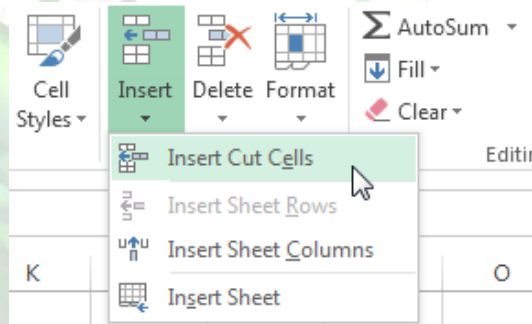 Cell
Styles
Insert
Delete
Format
AutoSum
Fill
Clear
Insert Cut Cells
Editin
Insert Sheet Rows
Insert Sheet Columns
K
O
Insert Sheet